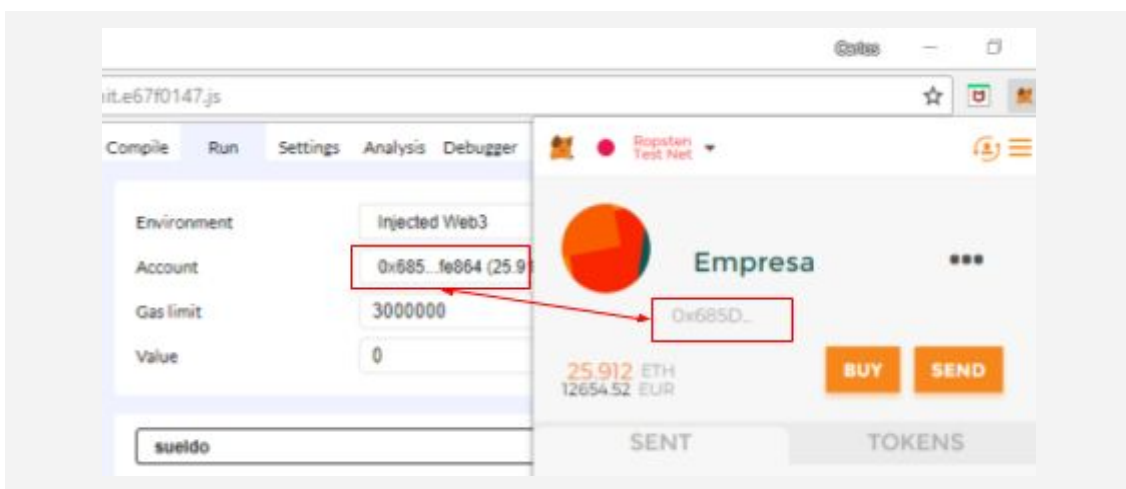 Carlos
it.e67f0147.js
Compile Run Settings Analysis Debugger
Ropsten
Test Net
Environment Injected Web3
Account 0x685...fe864 (25.91
Gas limit 3000000
Value 0
sueldo
Empresa
0x685D...
25.912 ETH
12654.52 EUR
BUY SEND
SENT TOKENS